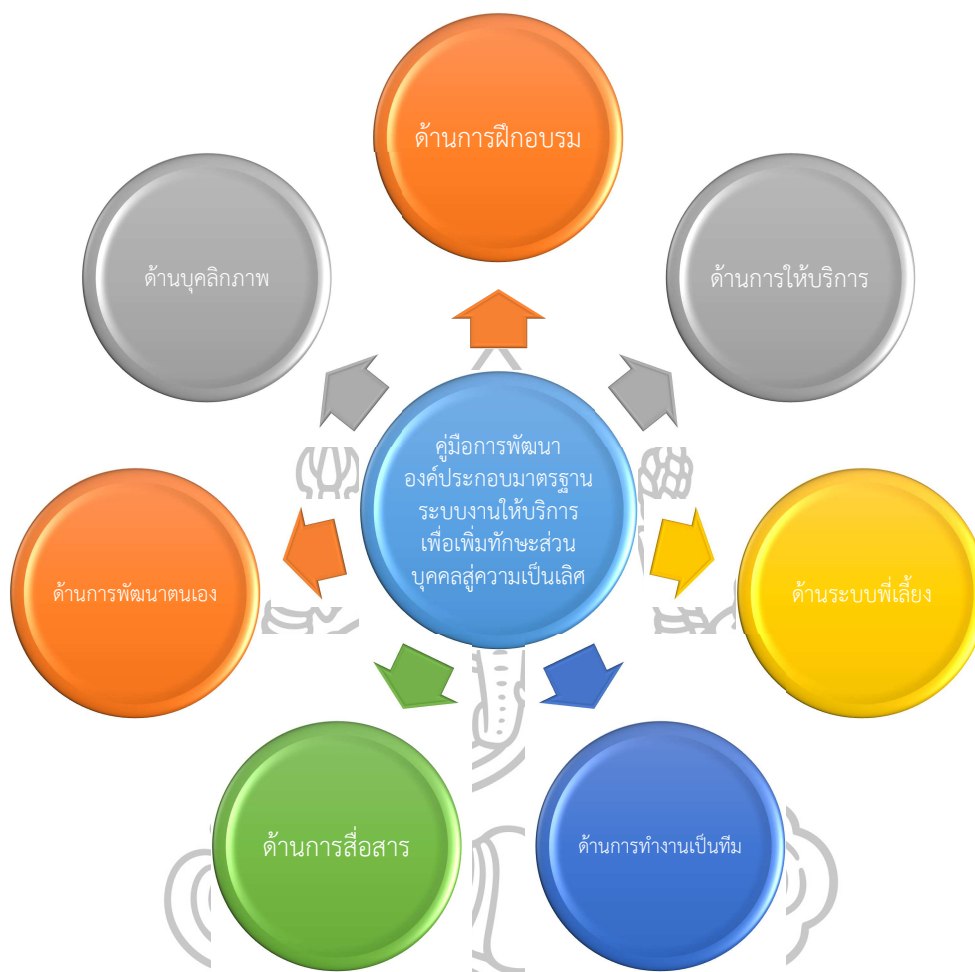 ด้านการฝึกอบรม
ด้านบุคลิกภาพ
ด้านการให้บริการ
คู่มือการพัฒนา
องค์ประกอบมาตรฐาน
ระบบงานให้บริการ
เพื่อเพิ่มทักษะส่วน
บุคคลสู่ความเป็นเลิศ
ด้านการพัฒนาตนเอง
ด้านระบบพี่เลี้ยง
ด้านการสื่อสาร
ด้านการทำงานเป็นทีม